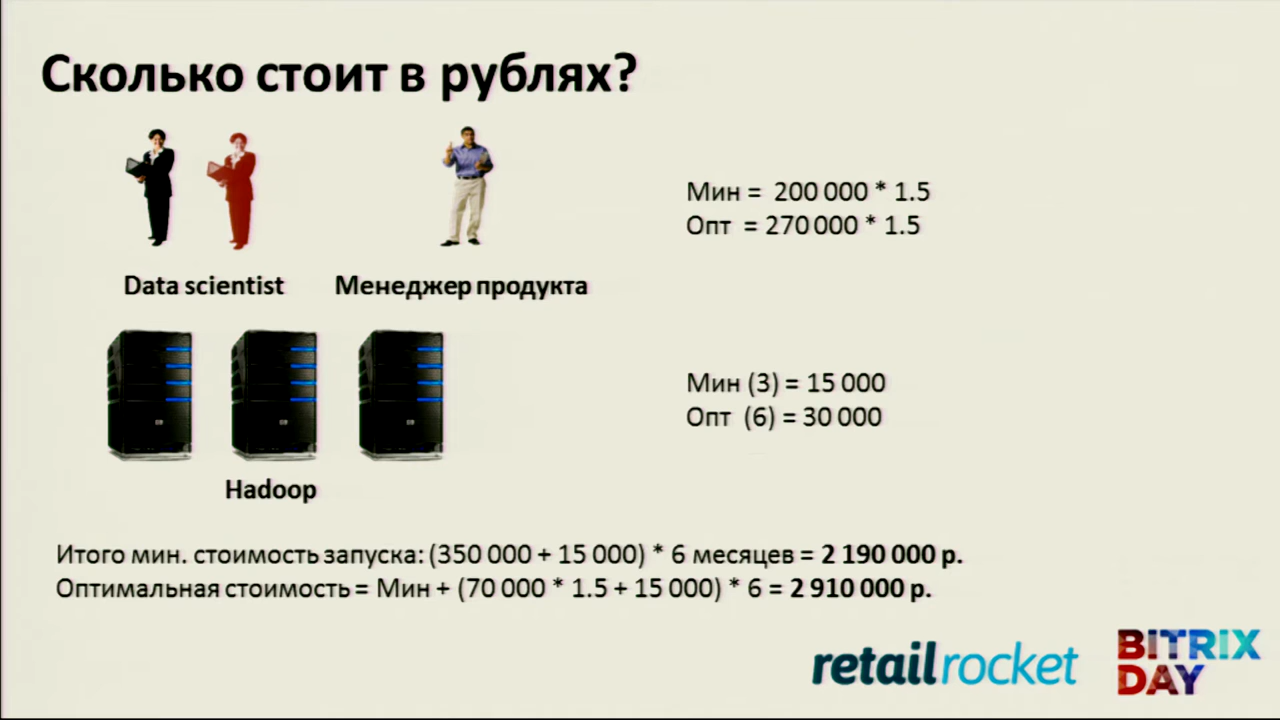 Сколько стоит в рублях?
Мин = 200 000 * 1.5
Опт = 270 000 * 1.5
Data scientist
Менеджер продукта
Мин (3) = 15 000
Опт (6) = 30 000
Hadoop
Итого мин. стоимость запуска: (350 000 + 15 000) * 6 месяцев = 2 190 000 р.
Оптимальная стоимость = Мин + (70 000 * 1.5 + 15 000) * 6 = 2 910 000 р.
retailrocket
BITRIX
DAY